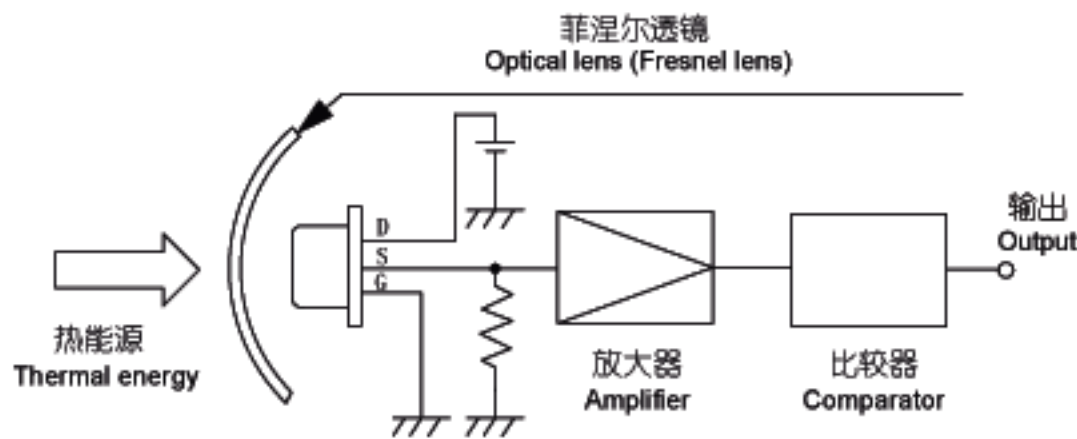 菲涅尔透镜
Optical lens (Fresnel lens)
D
S
G
输出
Output
热能源
Thermal energy
放大器
Amplifier
比较器
Comparator